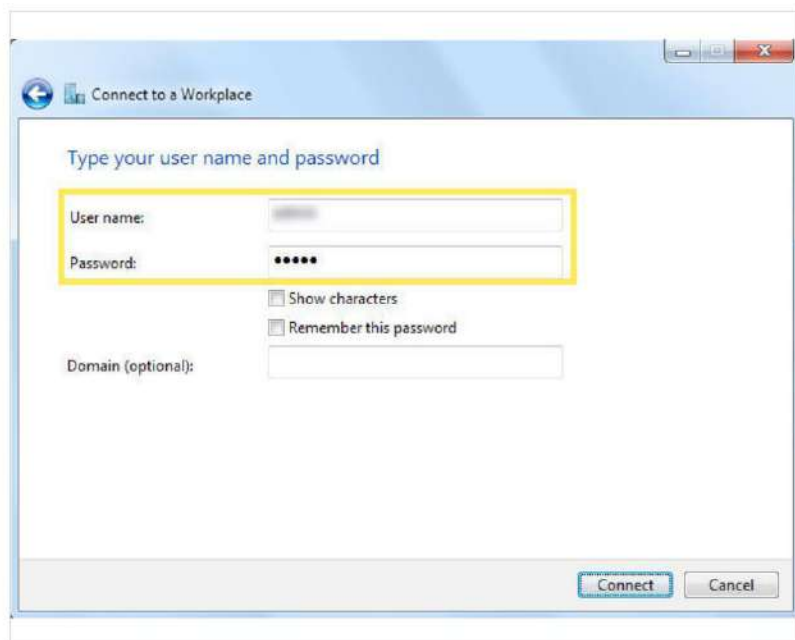 Connect to a Workplace
Type your user name and password
User name:
Password: •••••
Show characters
Remember this password
Domain (optional):
Connect Cancel